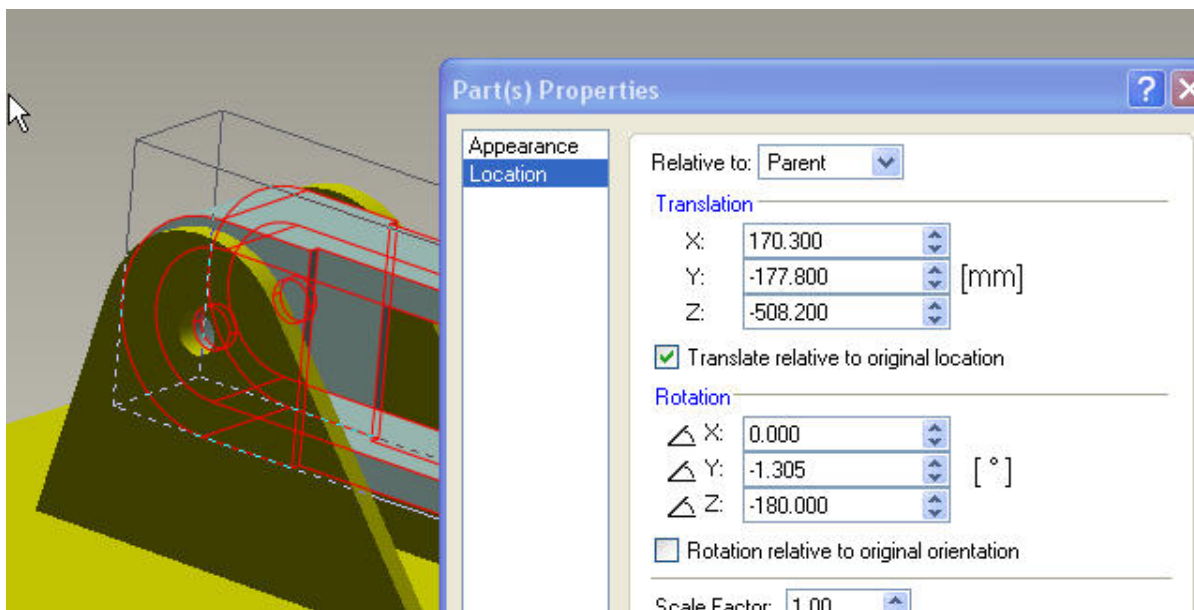 Part(s) Properties
Appearance
Location
Relative to: Parent
Translation
X: 170.300
Y: -177.800 [mm]
Z: -508.200
Translate relative to original location
Rotation
X: 0.000
Y: -1.305 [°]
Z: -180.000
Rotation relative to original orientation
Scale Factor: 1.00